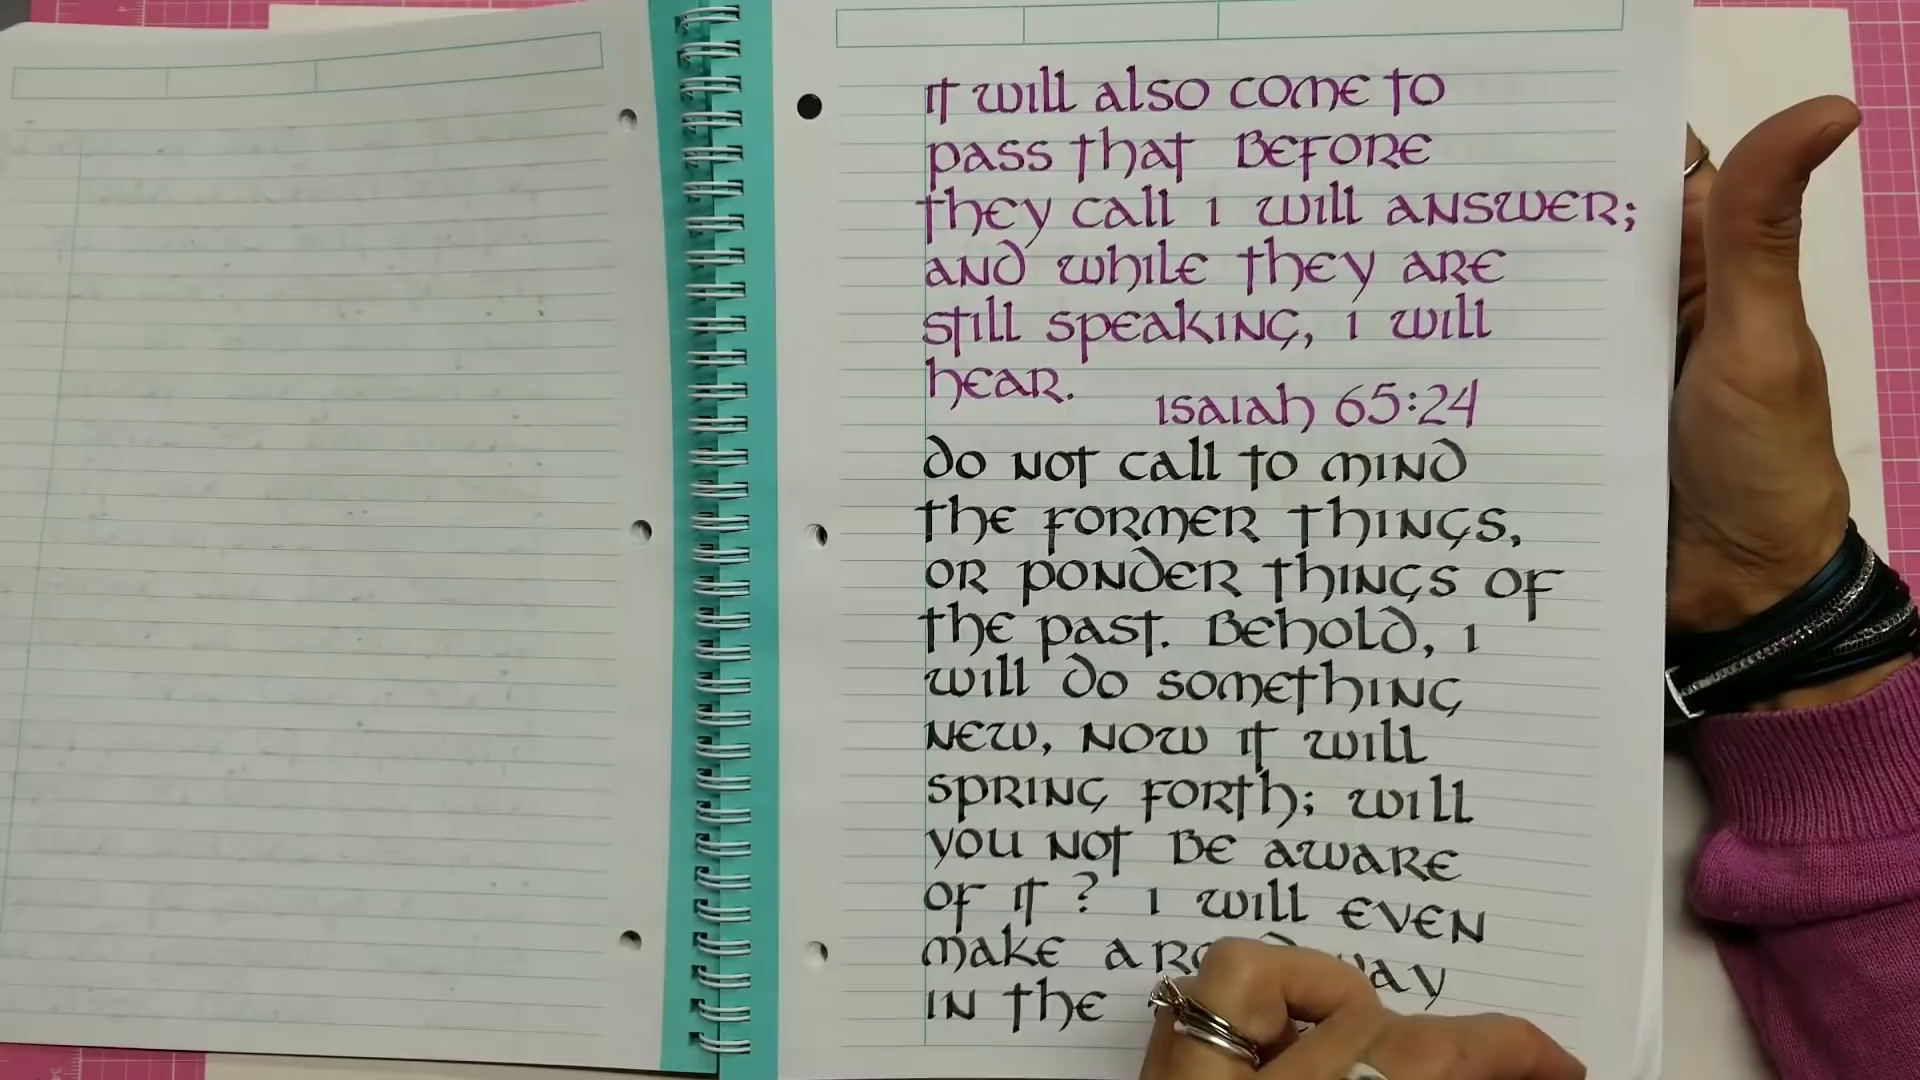 It will also come to
pass that Before
they call I will answer;
and while they are
still speaking, I will
hear.
Isaiah 65:24
Do not call to mind
the former things,
or ponder things of
the past. Behold, I
will do something
new, now it will
spring forth; will
you not be aware
of it? I will even
make a
in the